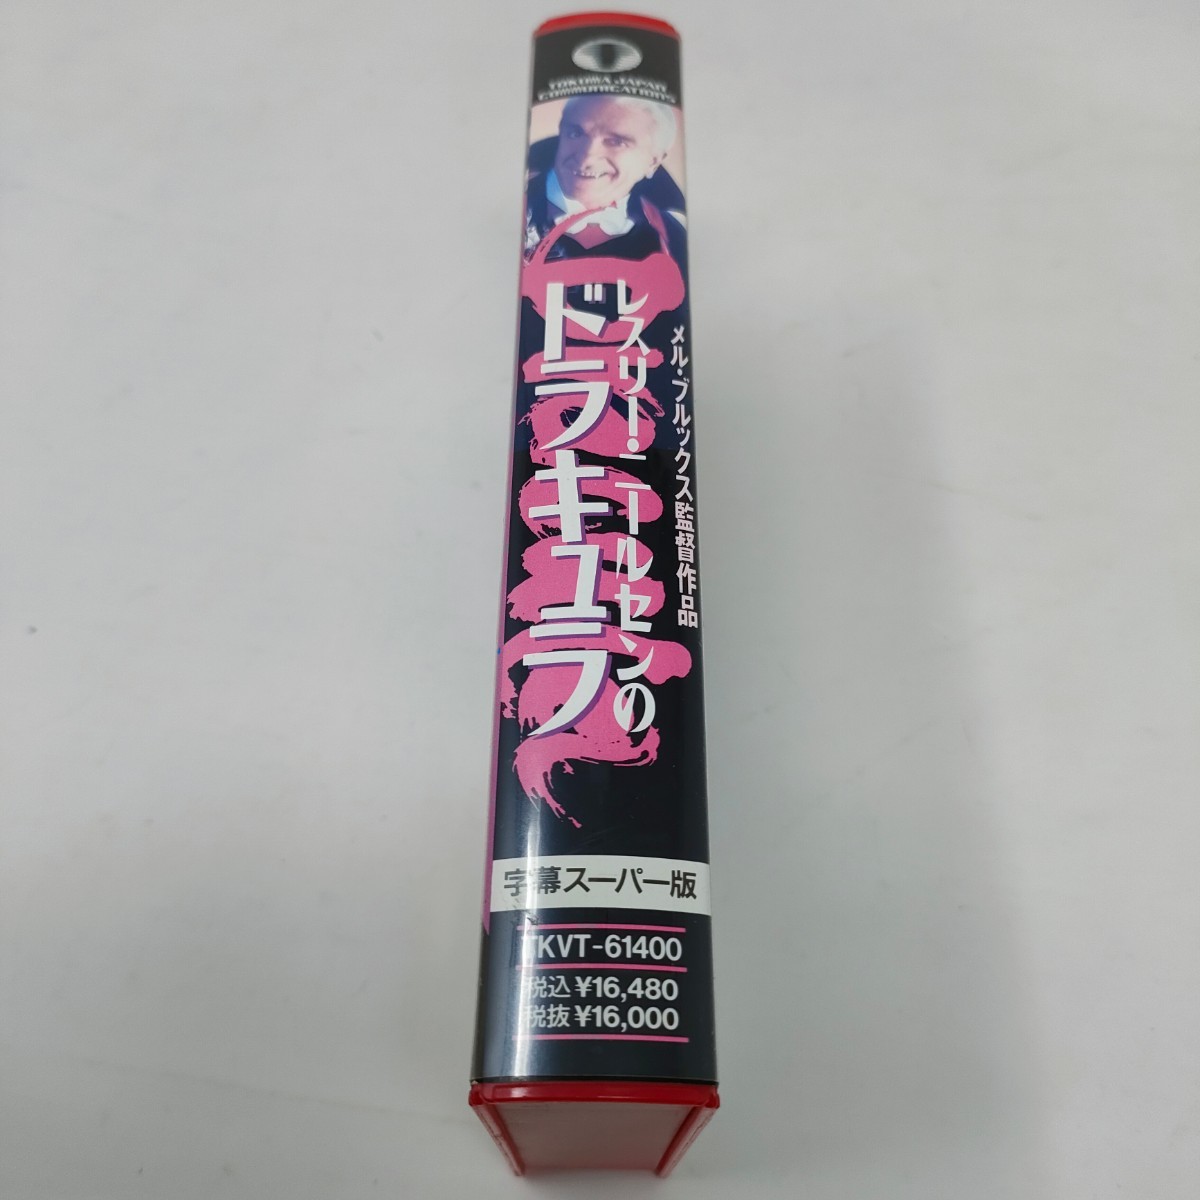 TOKUMA JAPAN
COMMUNICATIONS
メル・ブルックス監督作品
レスリー・ニールセンの
ドラキュラ
字幕スーパー版
TKVT-61400
税込¥16,480
税抜¥16,000